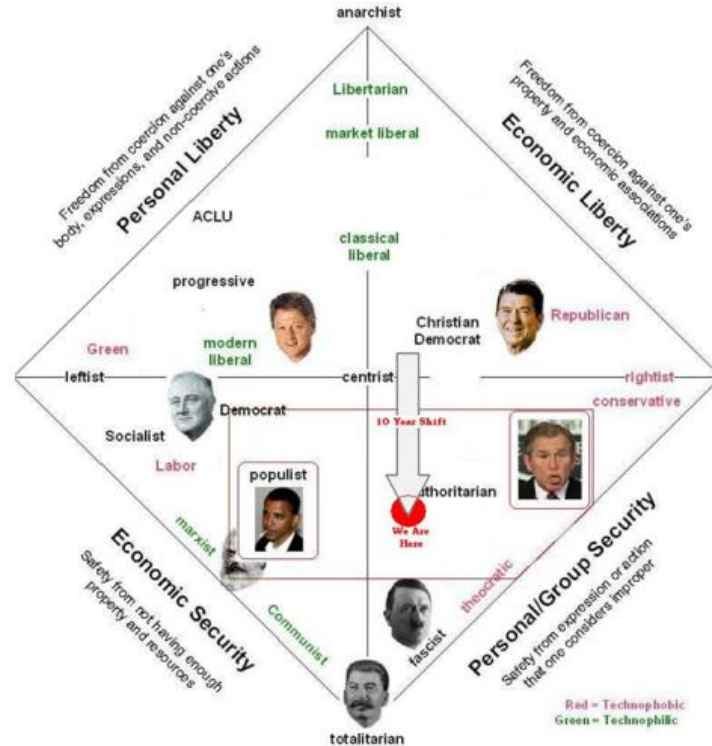 anarchist
Freedom from coercion against one's
body, expressions, and non-coercive actions
Personal Liberty
Freedom from coercion against one's
property and economic associations
Economic Liberty
Libertarian
market liberal
ACLU
classical
liberal
progressive
Christian
Democrat
Republican
Green
modern
liberal
leftist
centrist
rightist
conservative
Democrat
10 Year Shift
Socialist
Labor
populist
uthoritarian
We Are
Here
marxist
theocratic
Economic Security
Safety from not having enough
property and resources
Communist
fascist
Personal/Group Security
Safety from expression or action
that one considers improper
totalitarian
Red = Technophobic
Green = Technophilic